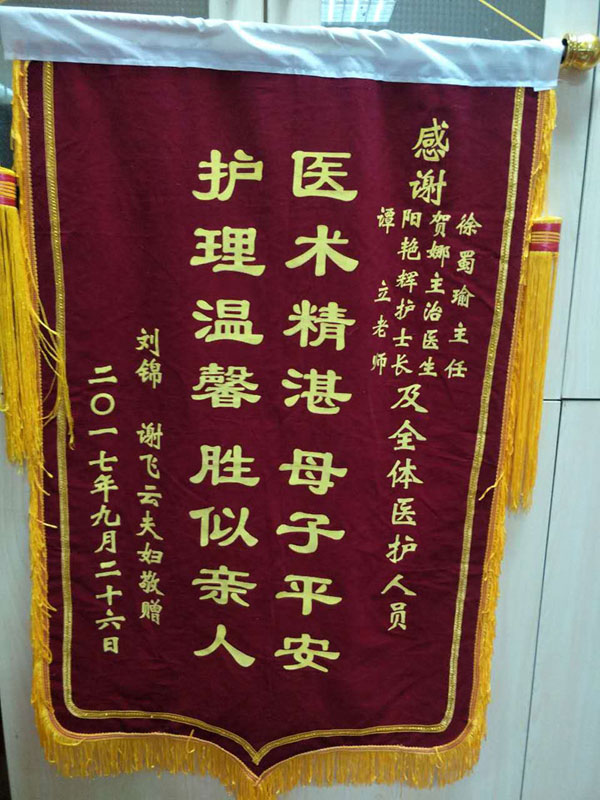 感谢
徐蜀瑜主任
贺娜主治医生
阳艳辉护士长
谭立老师
及全体医护人员
医术精湛 母子平安
护理温馨 胜似亲人
刘锦 谢飞云夫妇敬赠
二〇一七年九月二十六日